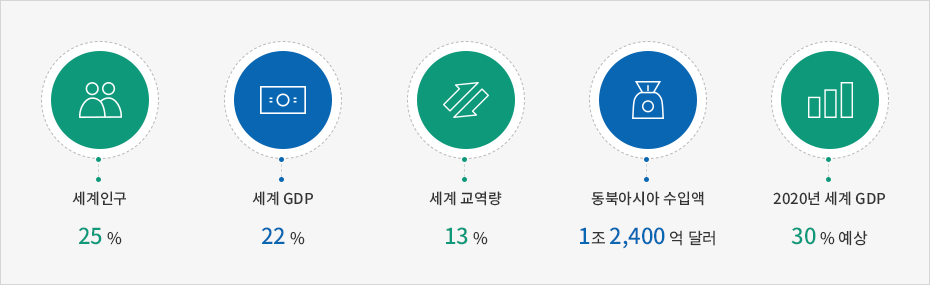 세계인구
25 %
세계 GDP
22 %
세계 교역량
13 %
동북아시아 수입액
1조 2,400 억 달러
2020년 세계 GDP
30 % 예상